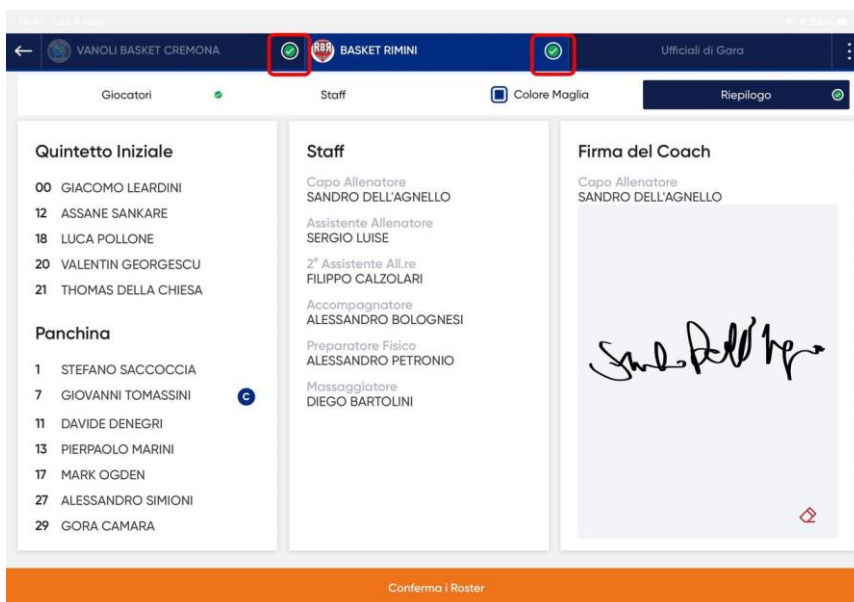 VANOLI BASKET CREMONA
RBR BASKET RIMINI
Ufficiali di Gara
Giocatori
Staff
Colore Maglia
Riepilogo
Quintetto Iniziale
00 GIACOMO LEARDINI
12 ASSANE SANKARE
18 LUCA POLLONE
20 VALENTIN GEORGESCU
21 THOMAS DELLA CHIESA
Panchina
1 STEFANO SACCOCCIA
7 GIOVANNI TOMASSINI C
11 DAVIDE DENEGRI
13 PIERPAOLO MARINI
17 MARK OGDEN
27 ALESSANDRO SIMIONI
29 GORA CAMARA
Staff
Capo Allenatore
SANDRO DELL'AGNELLO
Assistente Allenatore
SERGIO LUISE
2° Assistente All.re
FILIPPO CALZOLARI
Accompagnatore
ALESSANDRO BOLOGNESI
Preparatore Fisico
ALESSANDRO PETRONIO
Massaggiatore
DIEGO BARTOLINI
Firma del Coach
Capo Allenatore
SANDRO DELL'AGNELLO
Conferma i Roster